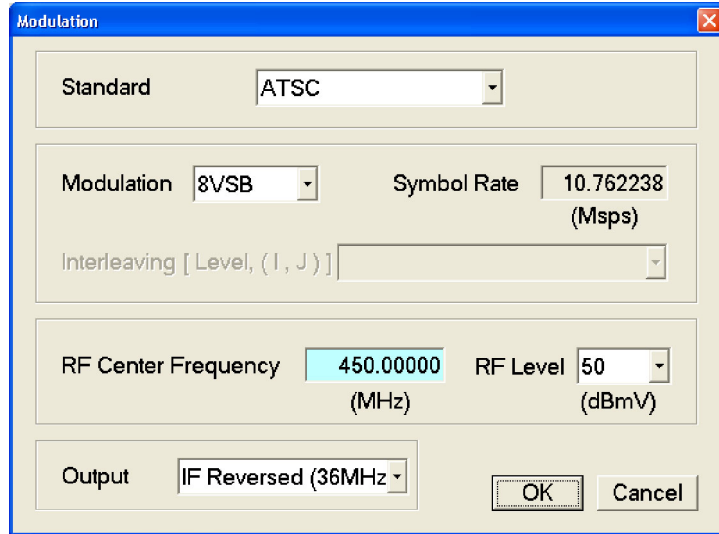 Modulation
Standard ATSC
Modulation 8VSB Symbol Rate 10.762238
(Msps)
Interleaving [ Level, ( I , J ) ]
RF Center Frequency 450.00000 RF Level 50
(MHz) (dBmV)
Output IF Reversed (36MHz
OK Cancel